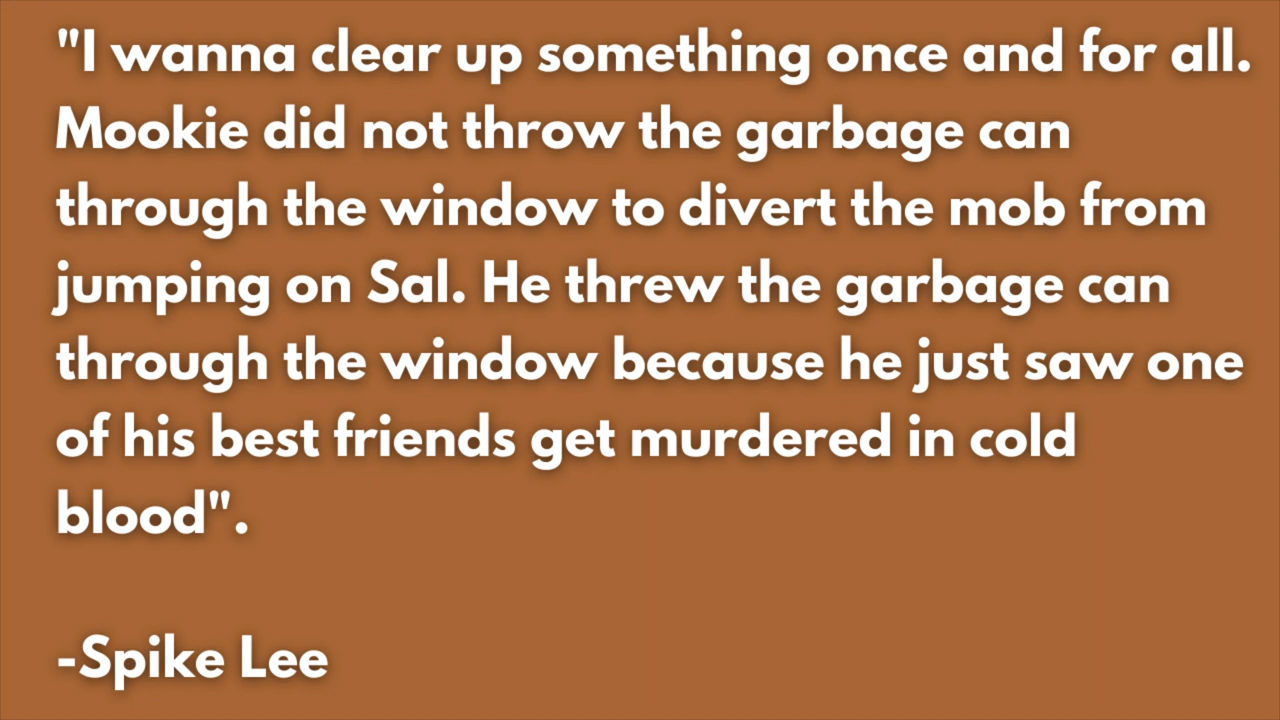 "I wanna clear up something once and for all.
Mookie did not throw the garbage can
through the window to divert the mob from
jumping on Sal. He threw the garbage can
through the window because he just saw one
of his best friends get murdered in cold
blood".
-Spike Lee